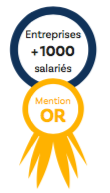 Entreprises
+1000
salariés
Mention
OR